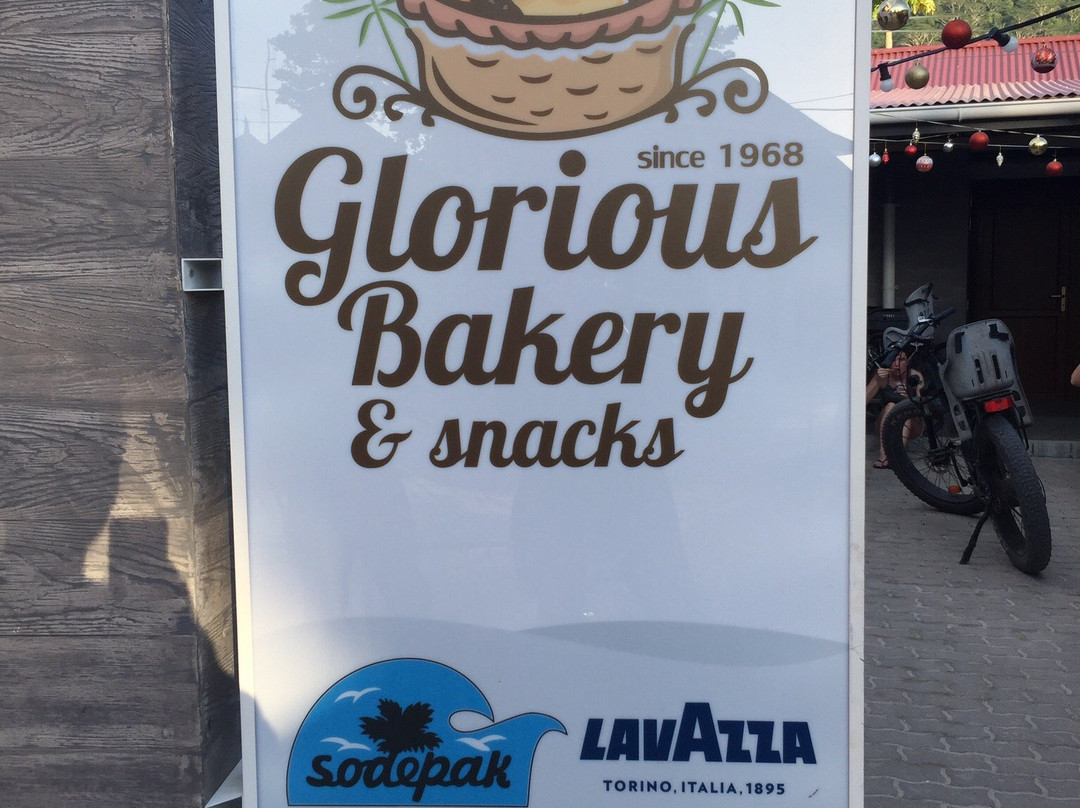 since 1968
Glorious
Bakery
& snacks
sodepak
LAVAZZA
TORINO, ITALIA, 1895